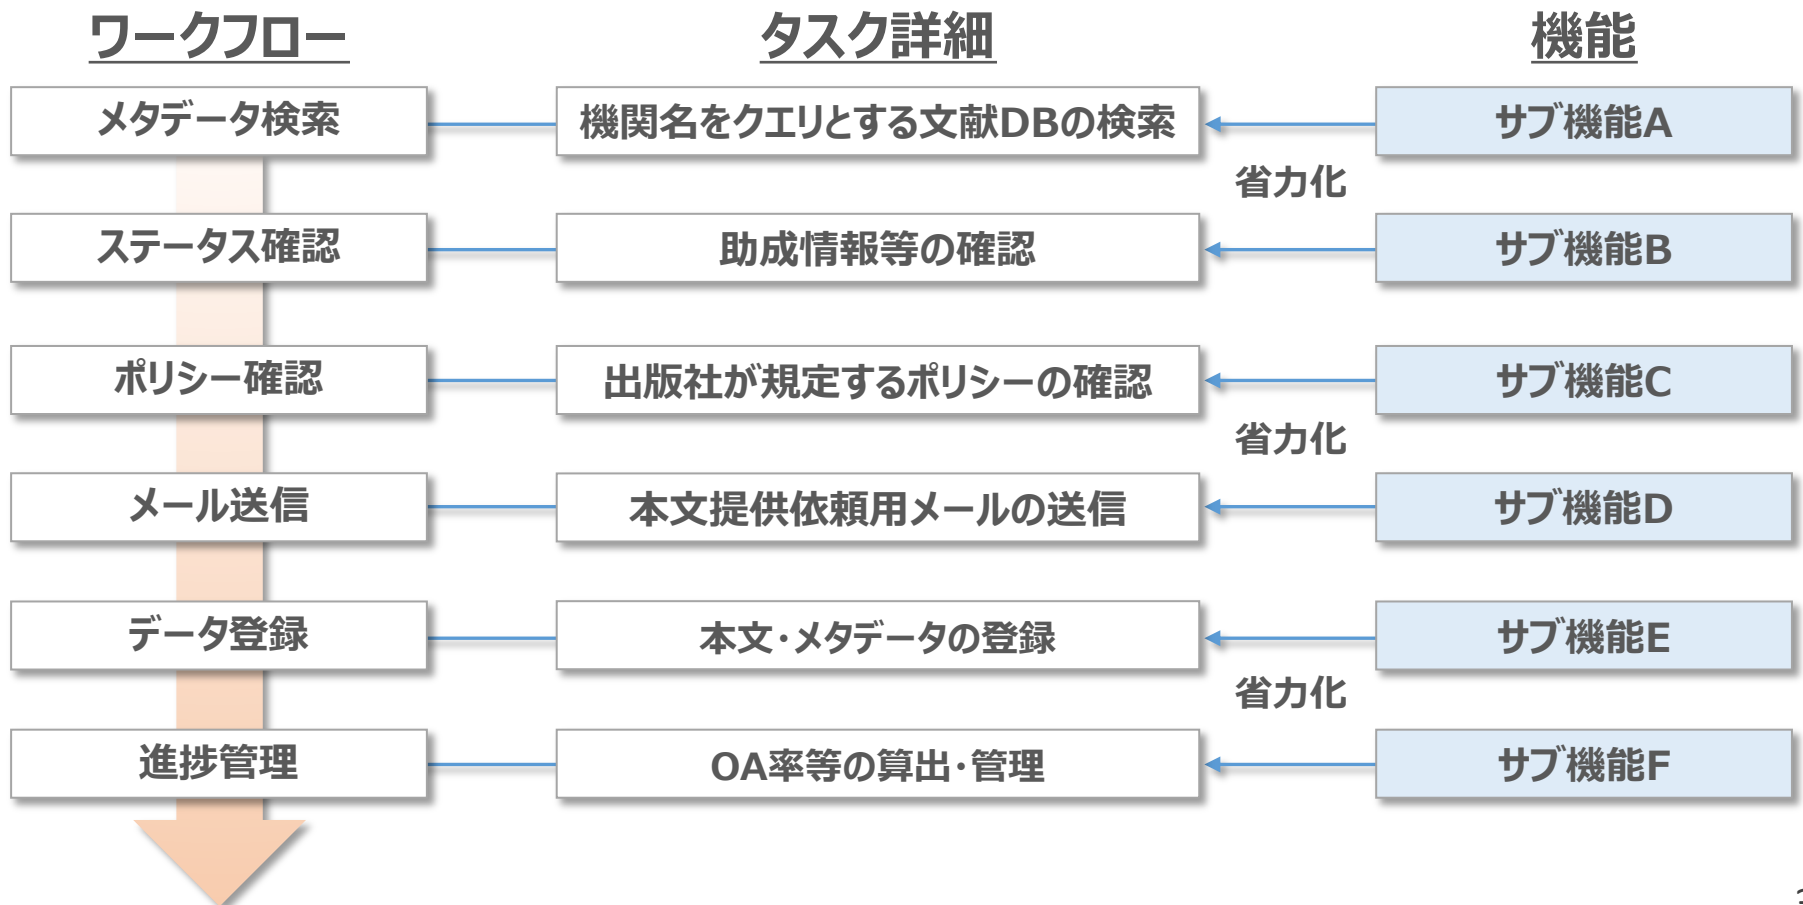 ワークフロー
タスク詳細
機能
メタデータ検索
機関名をクエリとする文献DBの検索
サブ機能A
省力化
ステータス確認
助成情報等の確認
サブ機能B
ポリシー確認
出版社が規定するポリシーの確認
サブ機能C
省力化
メール送信
本文提供依頼用メールの送信
サブ機能D
データ登録
本文・メタデータの登録
サブ機能E
省力化
進捗管理
OA率等の算出・管理
サブ機能F